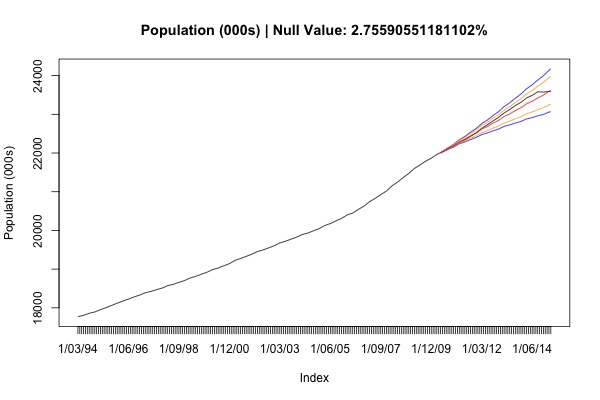 Population (000s) | Null Value: 2.75590551181102%
24000
22000
20000
18000
Population (000s)
1/03/94 1/06/96 1/09/98 1/12/00 1/03/03 1/06/05 1/09/07 1/12/09 1/03/12 1/06/14
Index